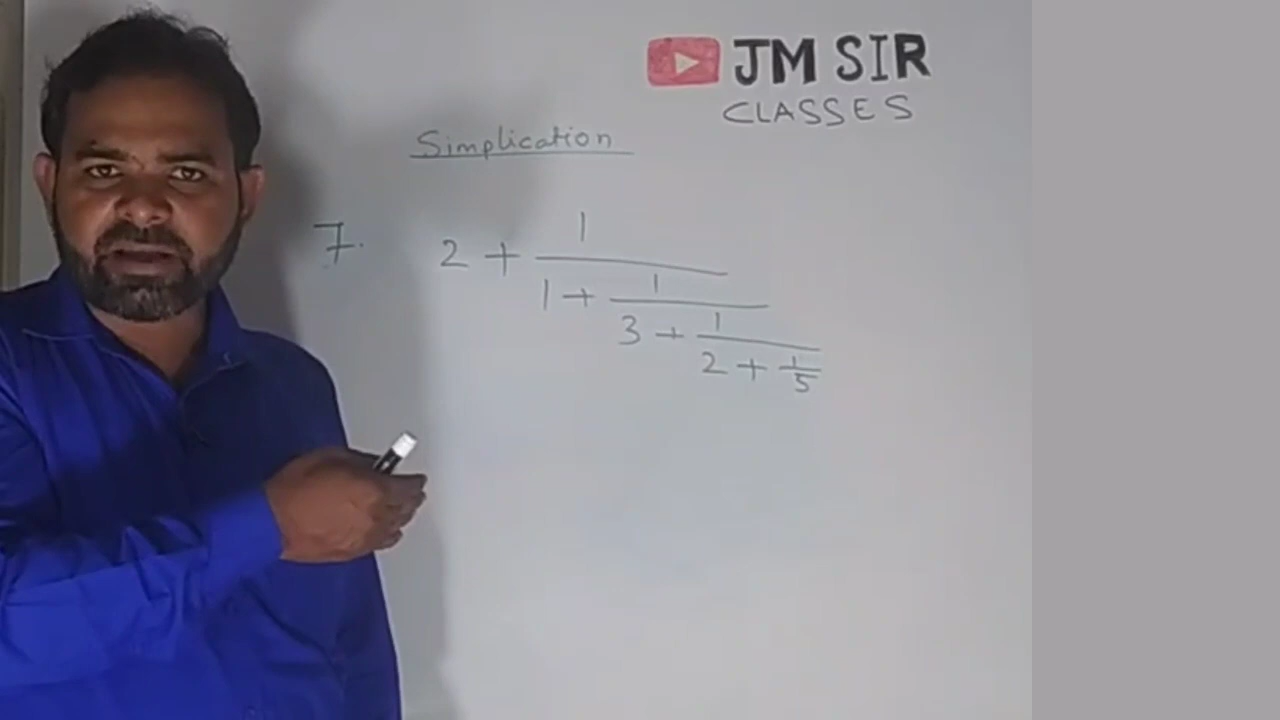 JM SIR
CLASSES
Simplication
7. 2 + 1
1 + 1
3 + 1
2 + 1/5